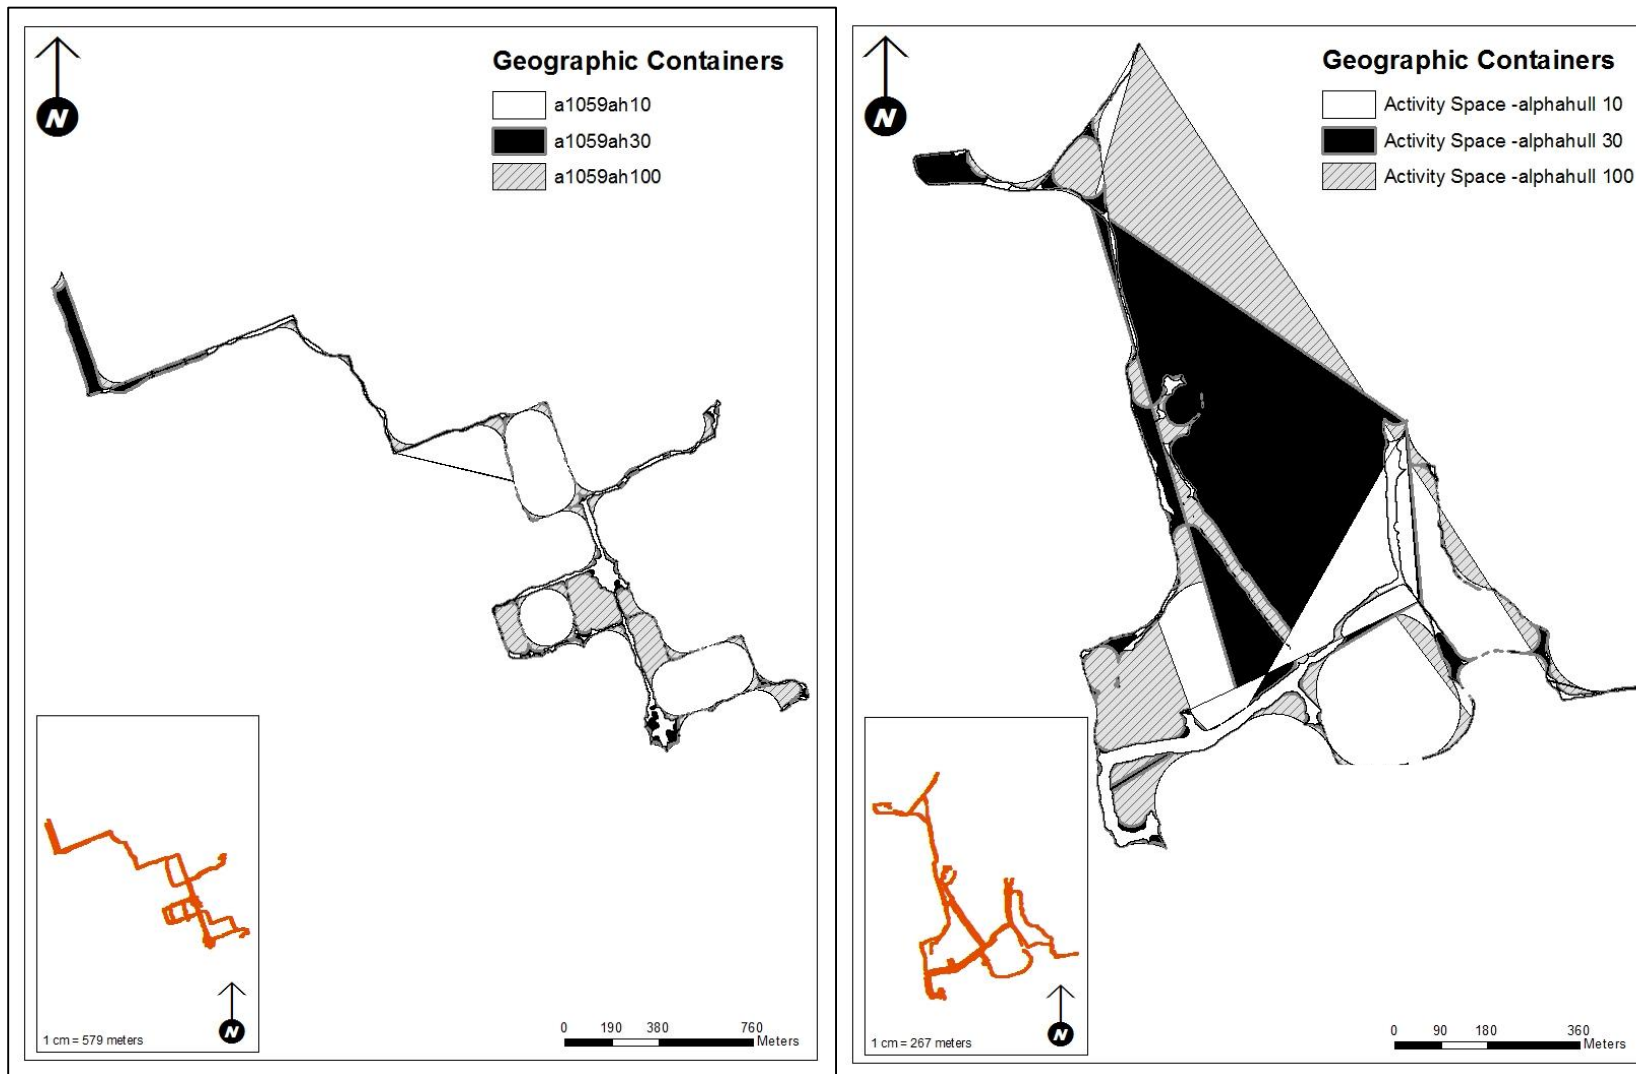 N
Geographic Containers
a1059ah10
a1059ah30
a1059ah100
1 cm = 579 meters
N
0 190 380 760
Meters
N
Geographic Containers
Activity Space -alphahull 10
Activity Space -alphahull 30
Activity Space -alphahull 100
1 cm = 267 meters
N
0 90 180 360
Meters